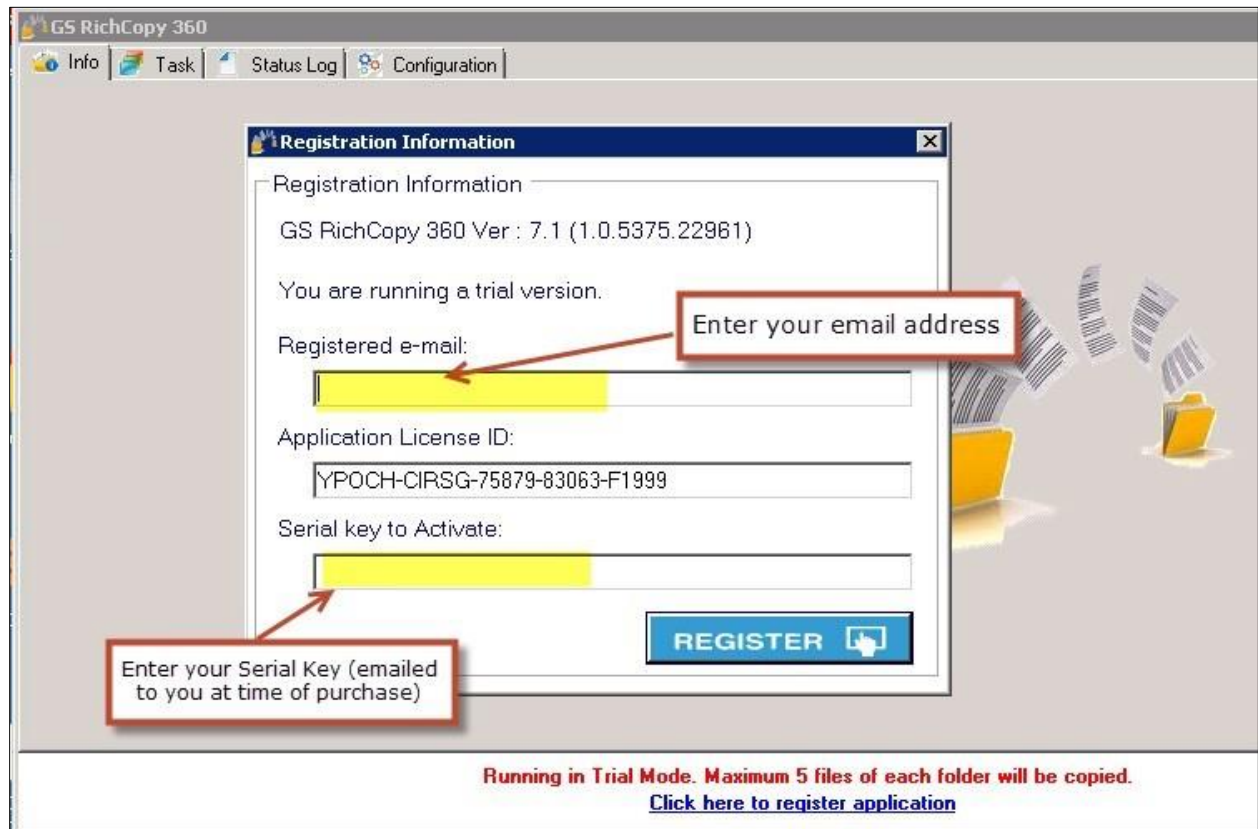 GS RichCopy 360
Info Task Status Log Configuration
Registration Information
Registration Information
GS RichCopy 360 Ver : 7.1 (1.0.5375.22961)
You are running a trial version.
Enter your email address
Registered e-mail:
Application License ID:
YPOCH-CIRSG-75879-83063-F1999
Serial key to Activate:
REGISTER
Enter your Serial Key (emailed
to you at time of purchase)
Running in Trial Mode. Maximum 5 files of each folder will be copied.
Click here to register application